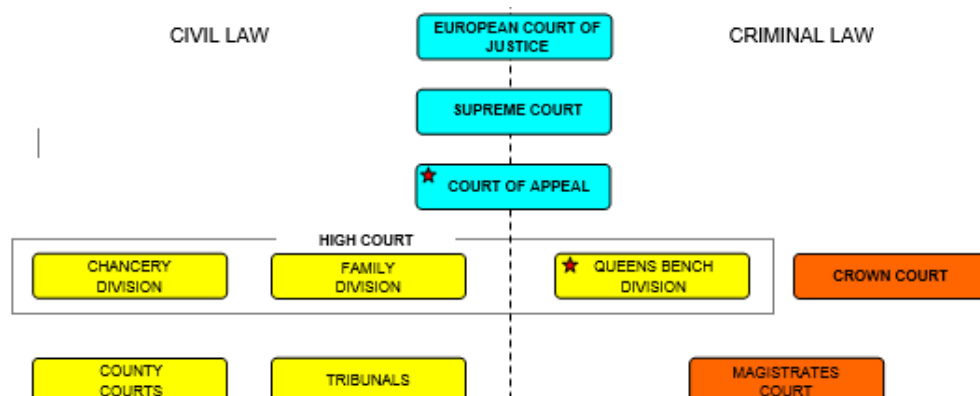 CIVIL LAW
EUROPEAN COURT OF
JUSTICE
CRIMINAL LAW
SUPREME COURT
COURT OF APPEAL
HIGH COURT
CHANCERY
DIVISION
FAMILY
DIVISION
QUEENS BENCH
DIVISION
CROWN COURT
COUNTY
COURTS
TRIBUNALS
MAGISTRATES
COURT